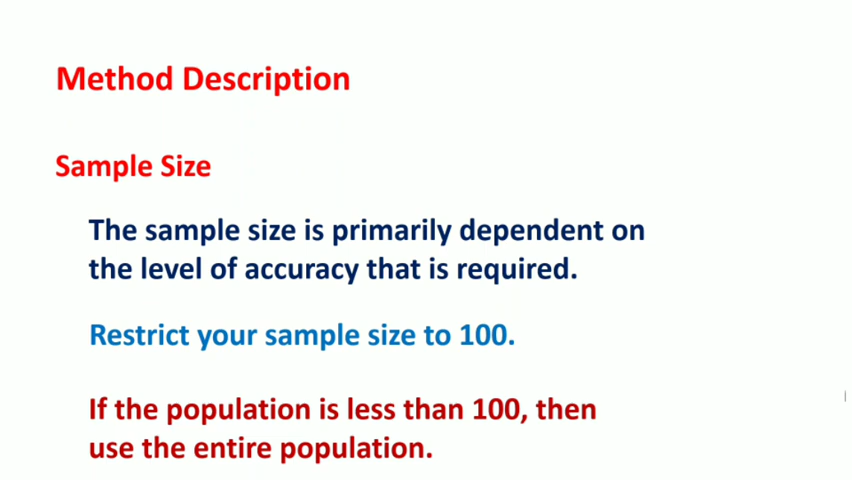 Method Description
Sample Size
The sample size is primarily dependent on
the level of accuracy that is required.
Restrict your sample size to 100.
If the population is less than 100, then
use the entire population.